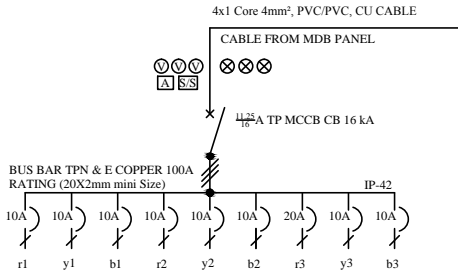 4x1 Core 4mm², PVC/PVC, CU CABLE
CABLE FROM MDB PANEL
V V V
A S/S
11.25/16 A TP MCCB CB 16 kA
BUS BAR TPN & E COPPER 100A
RATING (20X2mm mini Size)
IP-42
10A 10A 10A 10A 10A 10A 20A 10A 10A
r1 y1 b1 r2 y2 b2 r3 y3 b3